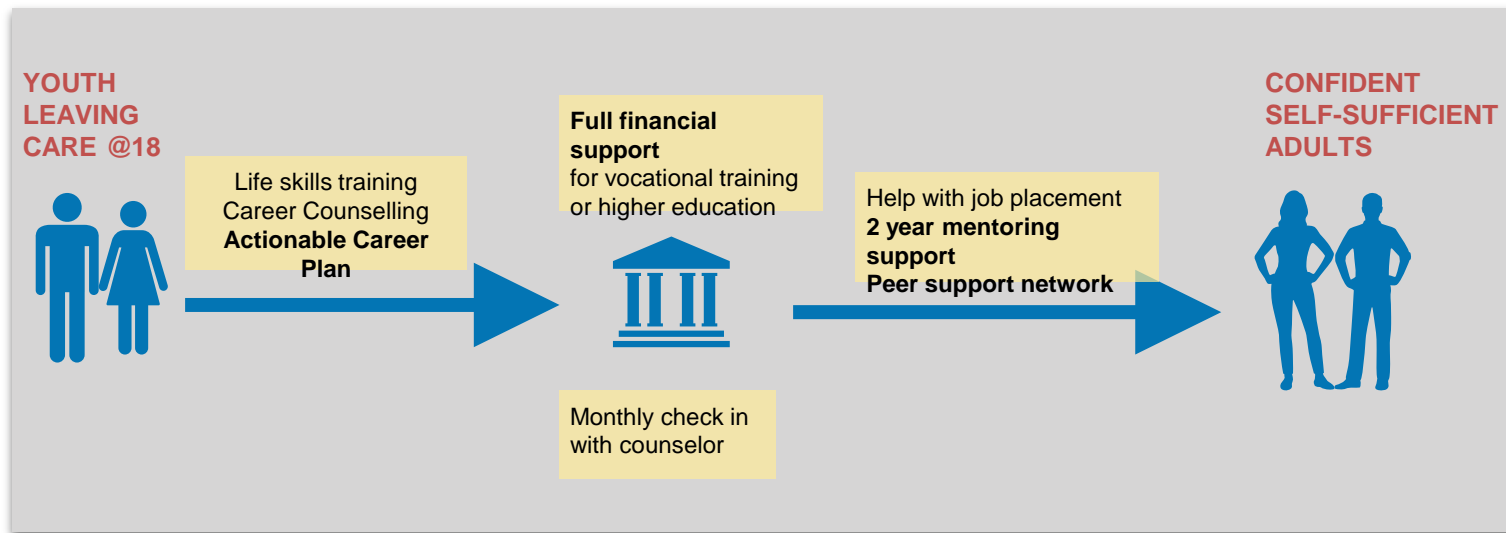 YOUTH
LEAVING
CARE @18
Life skills training
Career Counselling
Actionable Career
Plan
Full financial
support
for vocational training
or higher education
Monthly check in
with counselor
Help with job placement
2 year mentoring
support
Peer support network
CONFIDENT
SELF-SUFFICIENT
ADULTS